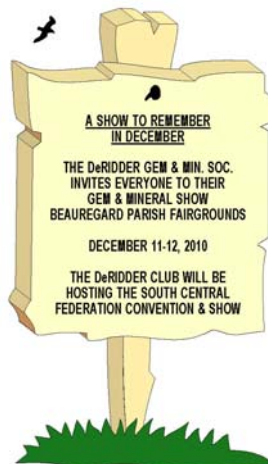 A SHOW TO REMEMBER
IN DECEMBER
THE DeRIDDER GEM & MIN. SOC.
INVITES EVERYONE TO THEIR
GEM & MINERAL SHOW
BEAUREGARD PARISH FAIRGROUNDS
DECEMBER 11-12, 2010
THE DeRIDDER CLUB WILL BE
HOSTING THE SOUTH CENTRAL
FEDERATION CONVENTION & SHOW